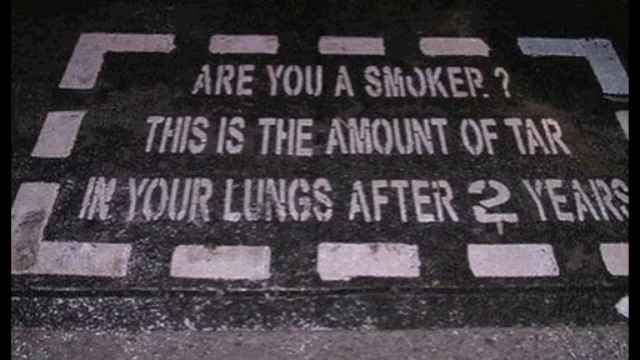 ARE YOU A SMOKER.?
THIS IS THE AMOUNT OF TAR
IN YOUR LUNGS AFTER 2 YEARS